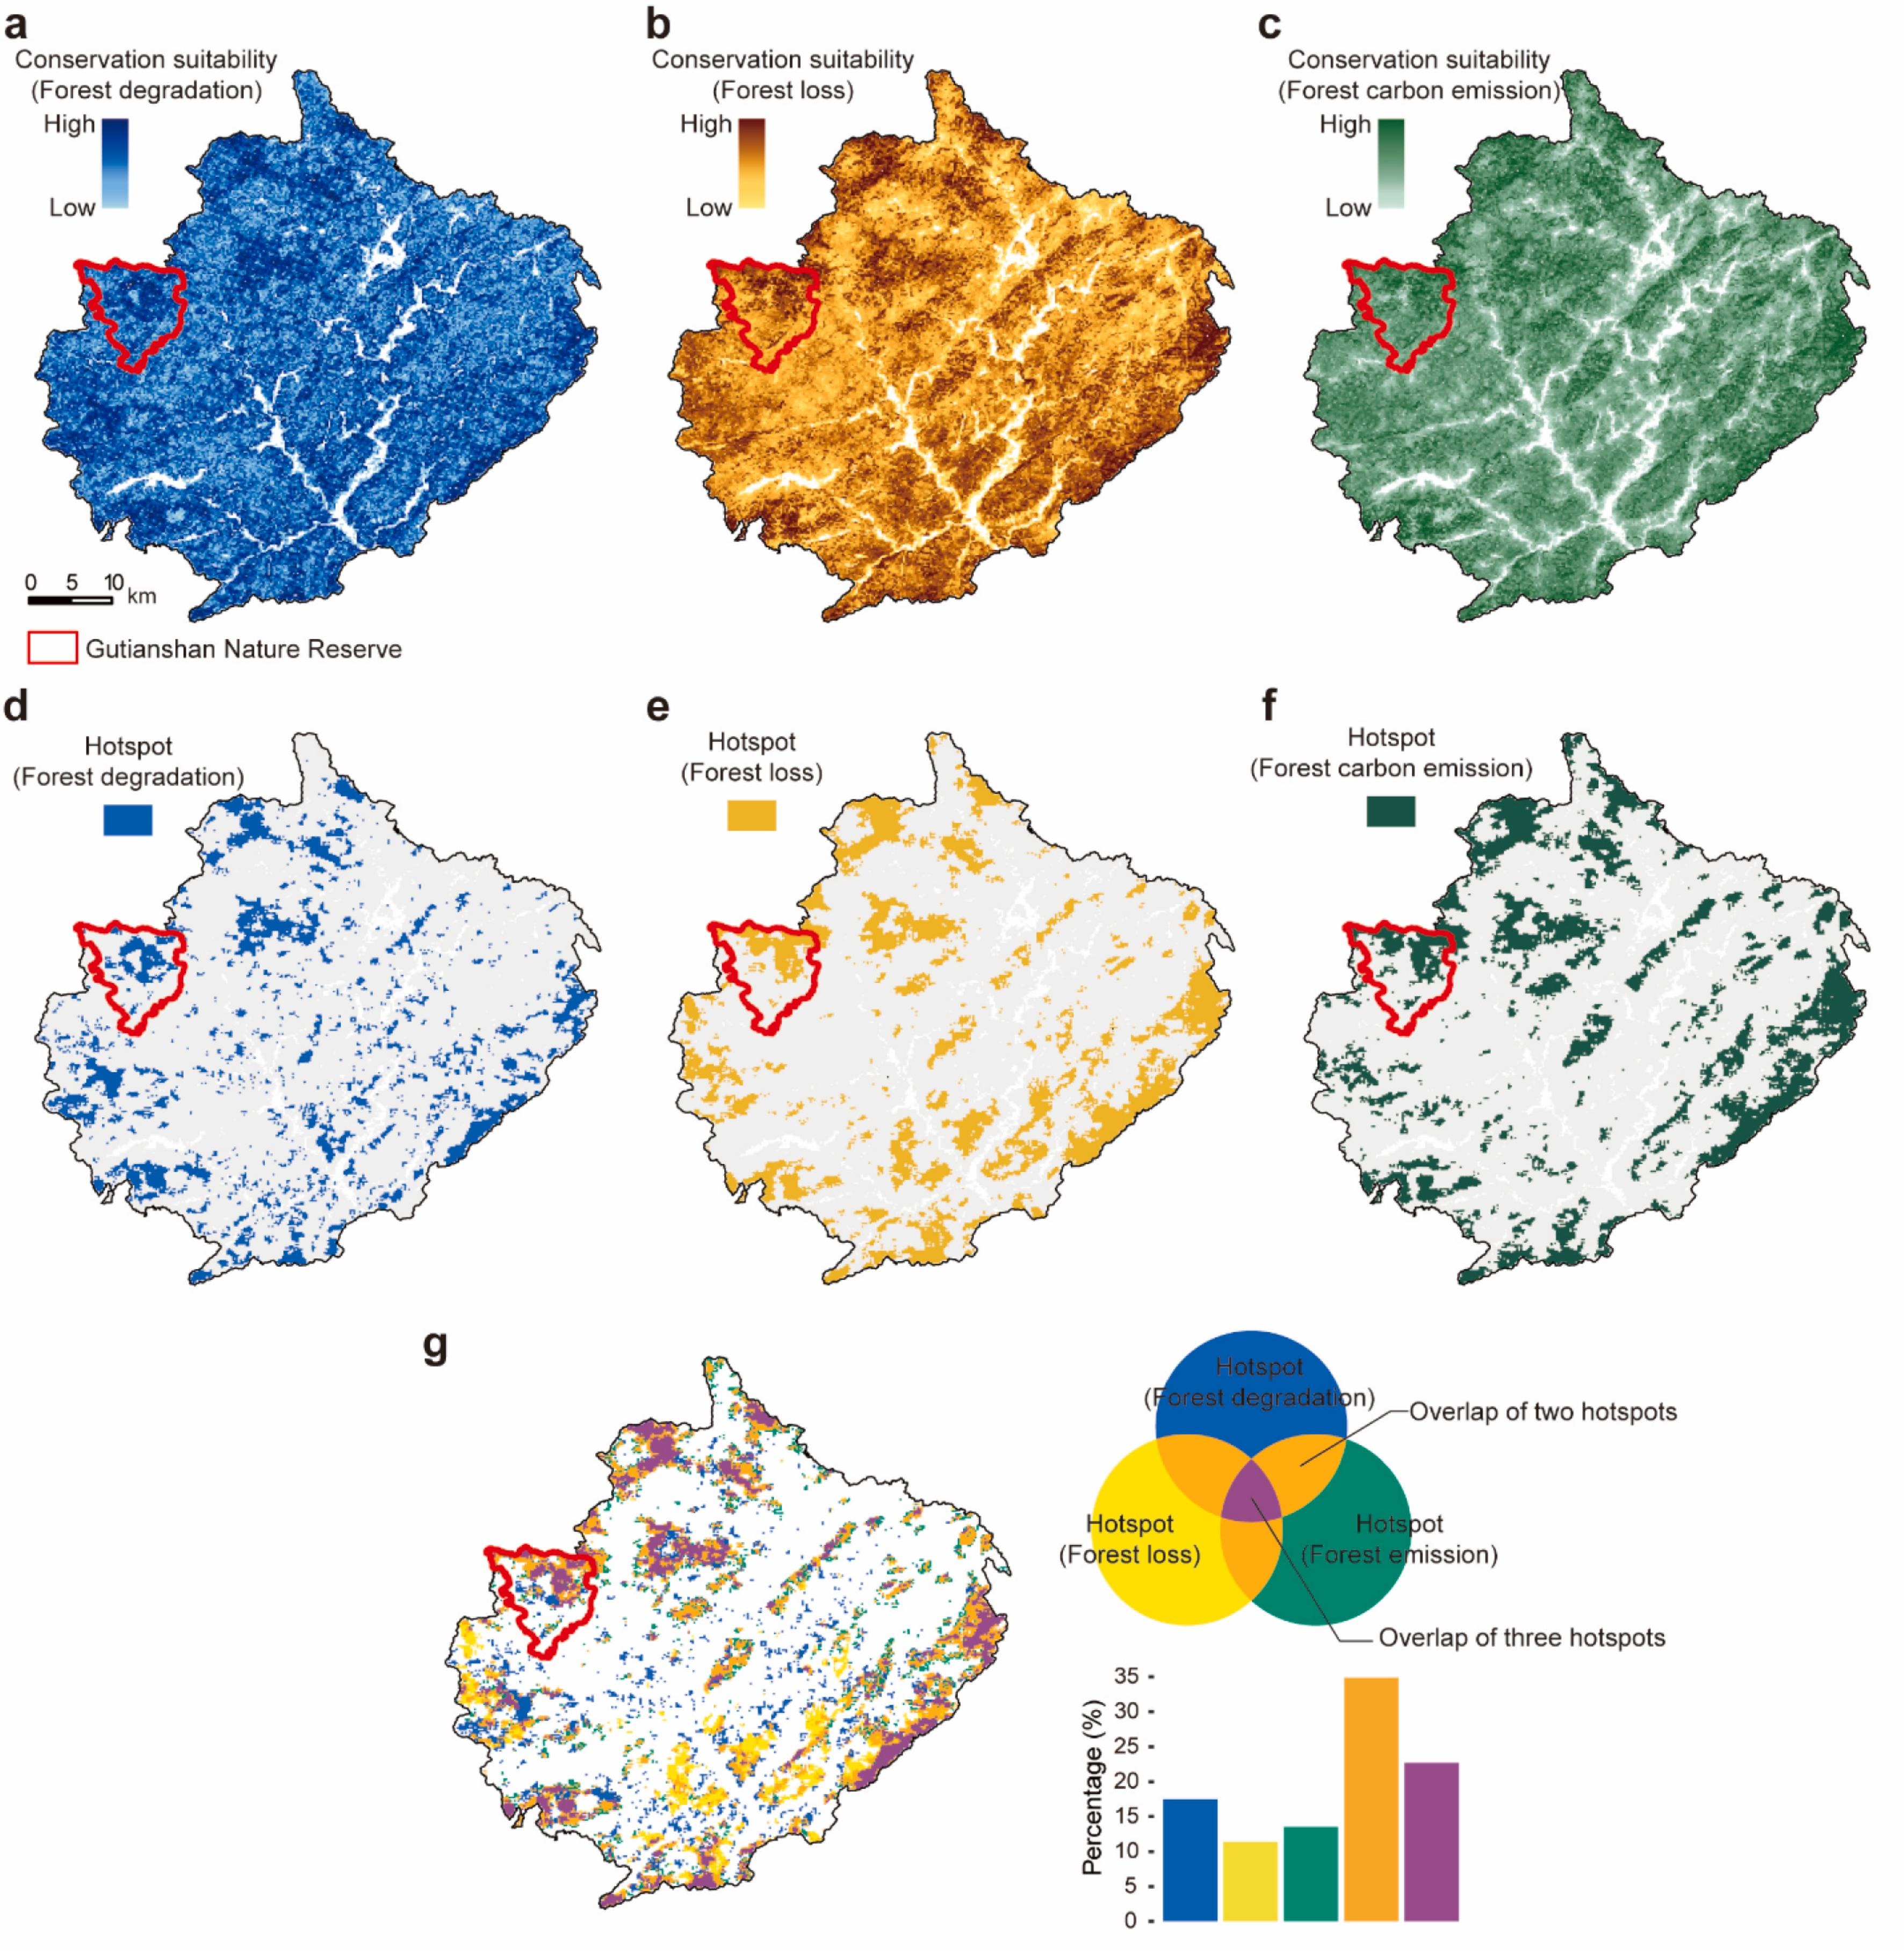 a
Conservation suitability
(Forest degradation)
High
Low
0 5 10 km
Gutianshan Nature Reserve
b
Conservation suitability
(Forest loss)
High
Low
c
Conservation suitability
(Forest carbon emission)
High
Low
d
Hotspot
(Forest degradation)
e
Hotspot
(Forest loss)
f
Hotspot
(Forest carbon emission)
g
Hotspot
(Forest degradation)
Overlap of two hotspots
Hotspot
(Forest loss)
Hotspot
(Forest emission)
Overlap of three hotspots
Percentage (%)
35
30
25
20
15
10
5
0